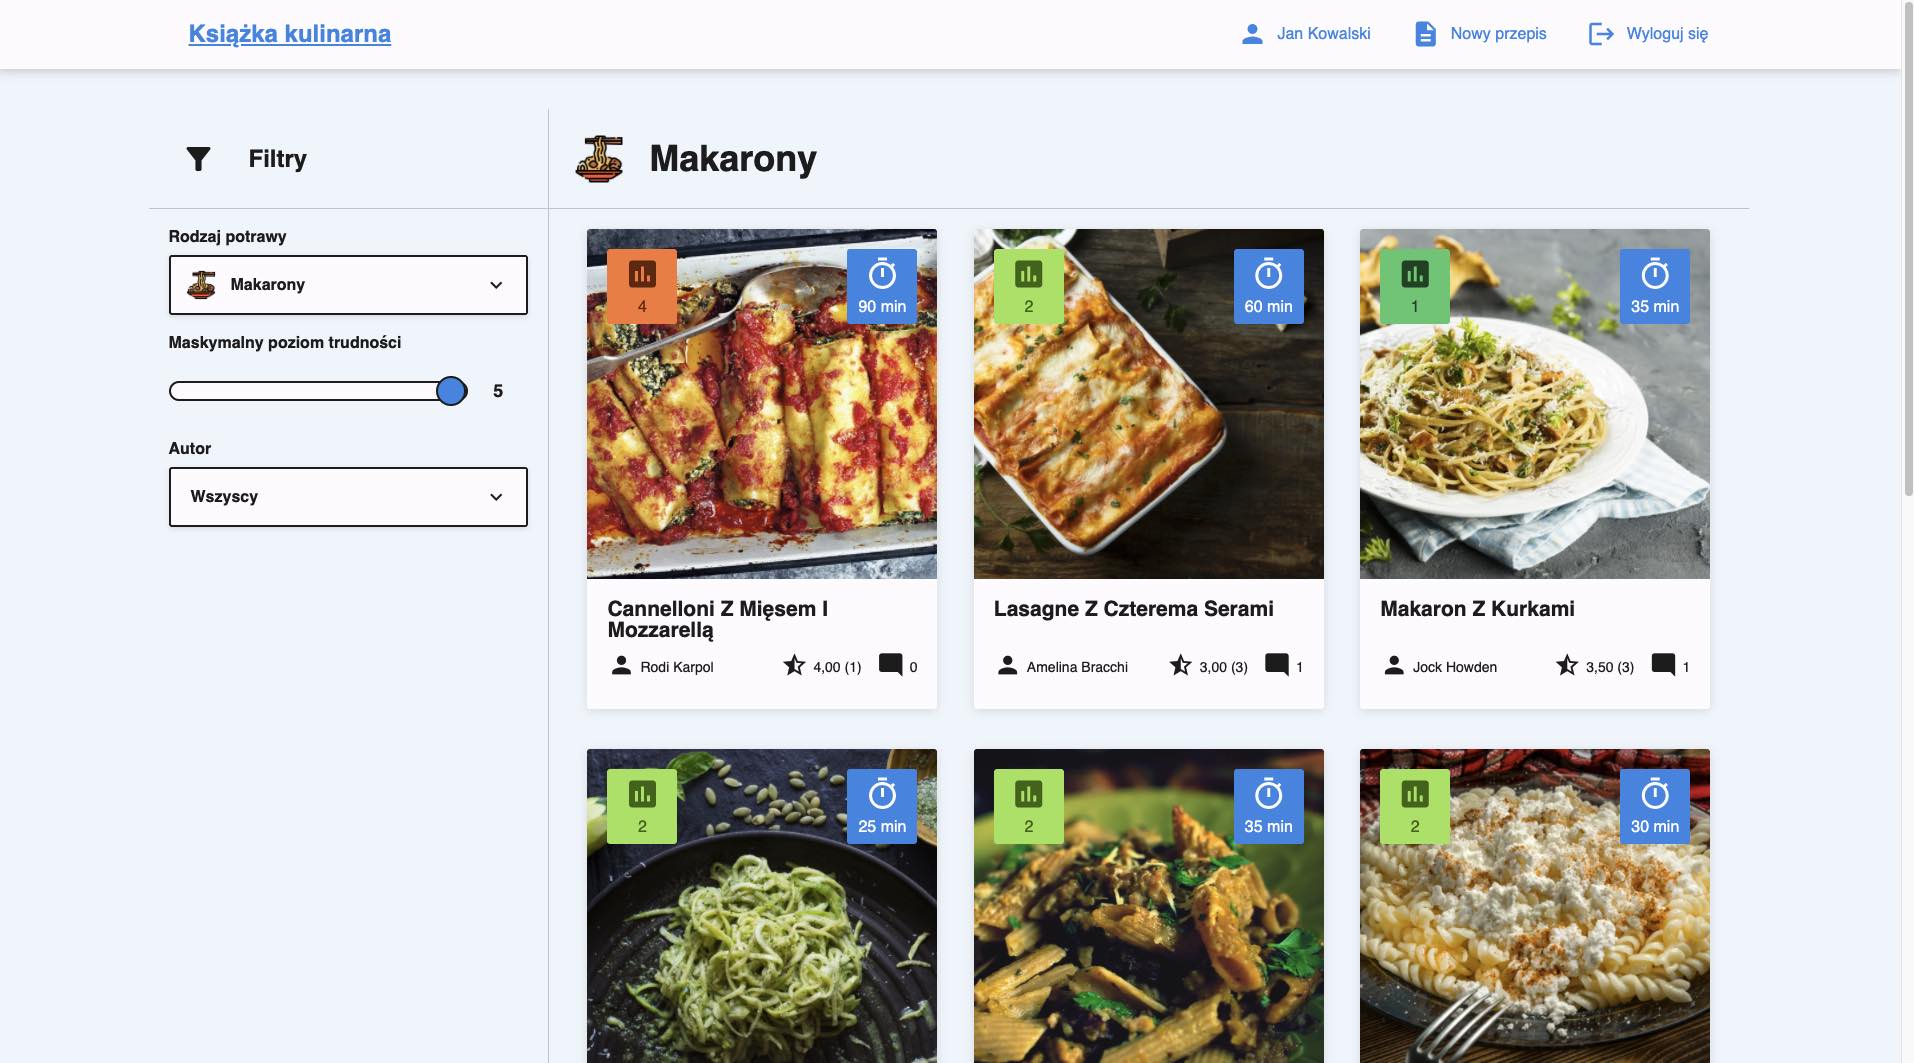 Książka kulinarna
Jan Kowalski
Nowy przepis
Wyloguj się
Filtry
Makarony
Rodzaj potrawy
Makarony
Maskymalny poziom trudności
5
Autor
Wszyscy
4
90 min
Cannelloni Z Mięsem I
Mozzarellą
Rodi Karpol
4,00 (1)
0
2
60 min
Lasagne Z Czterema Serami
Amelina Bracchi
3,00 (3)
1
1
35 min
Makaron Z Kurkami
Jock Howden
3,50 (3)
1
2
25 min
2
35 min
2
30 min